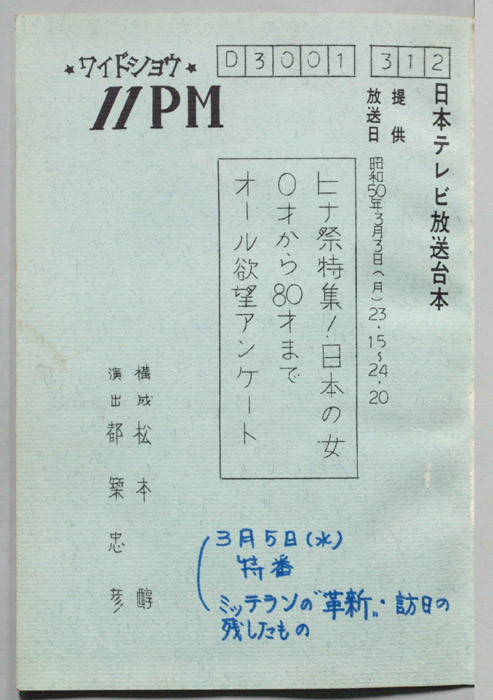 日本テレビ放送台本
312
D3001
提供
放送日 昭和50年3月3日(月)23・15〜24・20
★ワイドショウ★
11PM
ヒナ祭特集!日本の女
0才から80才まで
オール欲望アンケート
構成 松本 醇
演出 都築忠彦
3月5日(水)
特番
ミッテランの"革新"・訪日の
残したもの